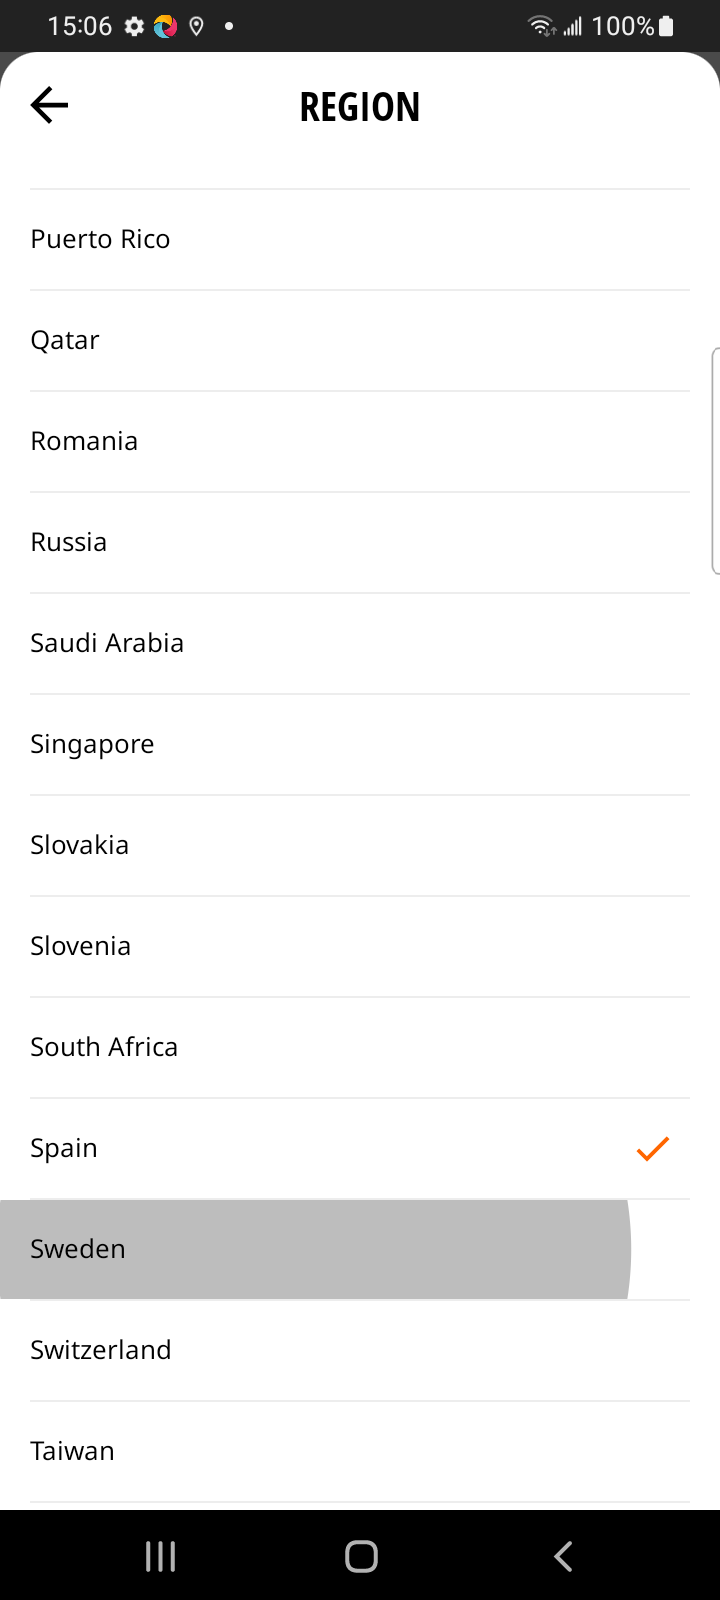 15:06 100%
REGION
Puerto Rico
Qatar
Romania
Russia
Saudi Arabia
Singapore
Slovakia
Slovenia
South Africa
Spain
Sweden
Switzerland
Taiwan